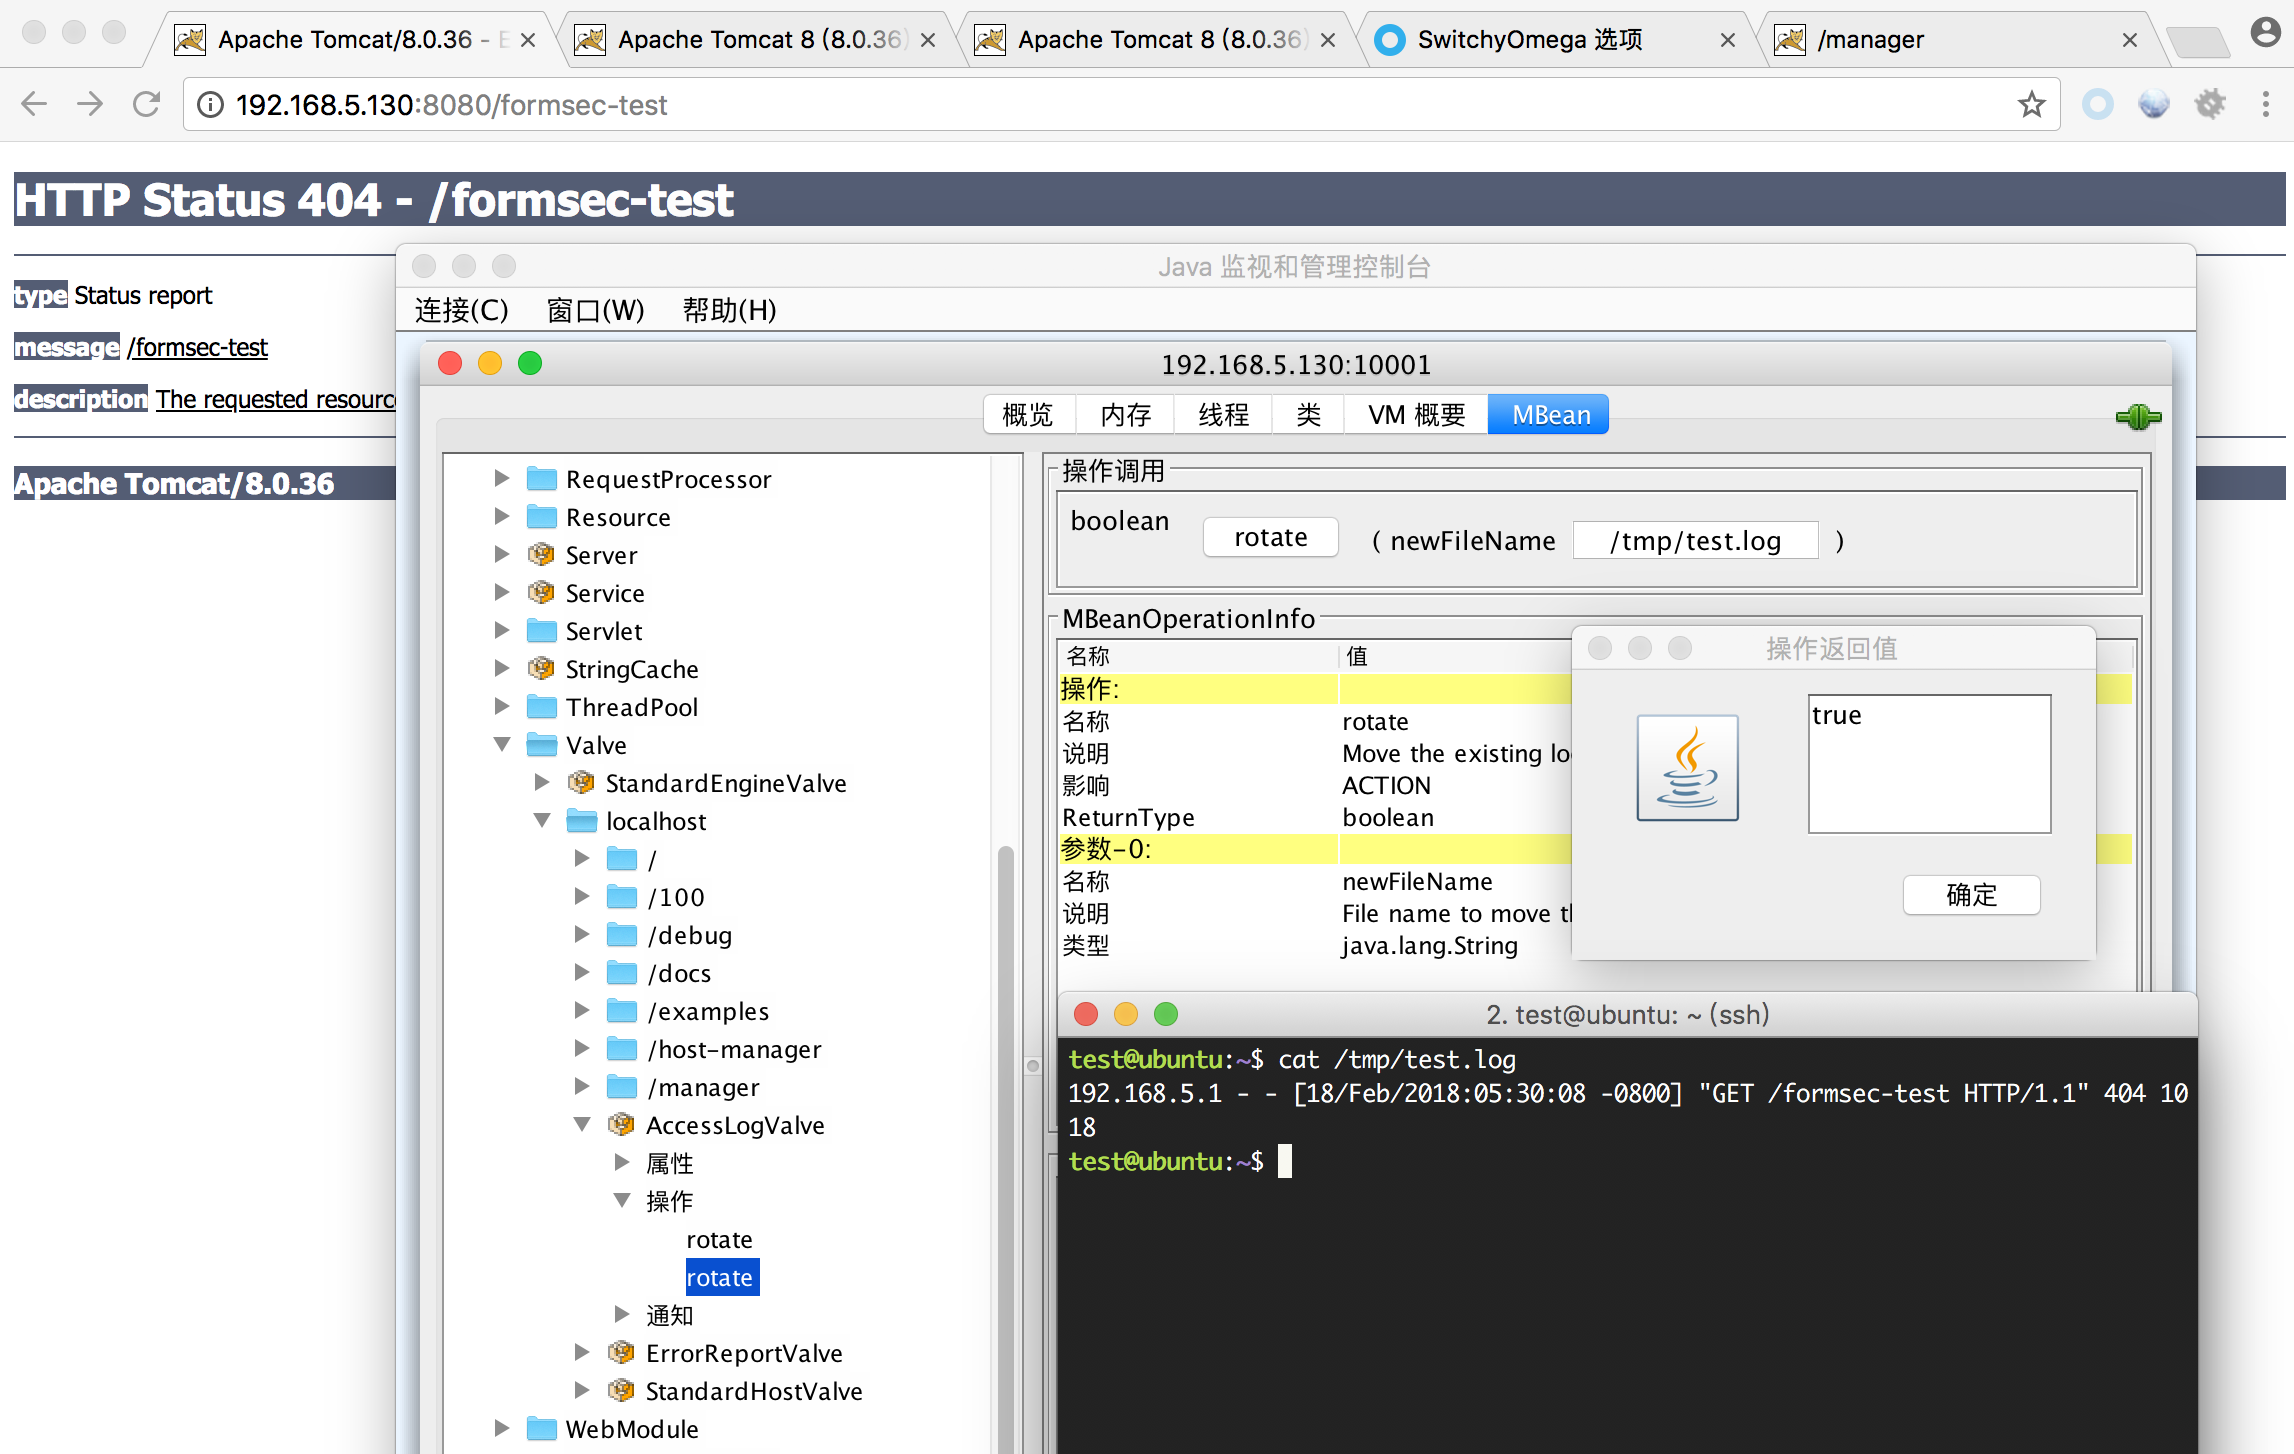 Apache Tomcat/8.0.36 - E
Apache Tomcat 8 (8.0.36)
Apache Tomcat 8 (8.0.36)
SwitchyOmega 选项
/manager
192.168.5.130:8080/formsec-test
HTTP Status 404 - /formsec-test
type Status report
message /formsec-test
description The requested resourc
Apache Tomcat/8.0.36
Java 监视和管理控制台
连接(C) 窗口(W) 帮助(H)
192.168.5.130:10001
概览 内存 线程 类 VM 概要 MBean
RequestProcessor
Resource
Server
Service
Servlet
StringCache
ThreadPool
Valve
StandardEngineValve
localhost
/
/100
/debug
/docs
/examples
/host-manager
/manager
AccessLogValve
属性
操作
rotate
rotate
通知
ErrorReportValve
StandardHostValve
WebModule
操作调用
boolean rotate ( newFileName /tmp/test.log )
MBeanOperationInfo
名称 值
操作:
名称 rotate
说明 Move the existing lo
影响 ACTION
ReturnType boolean
参数-0:
名称 newFileName
说明 File name to move t
类型 java.lang.String
操作返回值
true
确定
2. test@ubuntu: ~ (ssh)
test@ubuntu:~$ cat /tmp/test.log
192.168.5.1 - - [18/Feb/2018:05:30:08 -0800] "GET /formsec-test HTTP/1.1" 404 10
18
test@ubuntu:~$